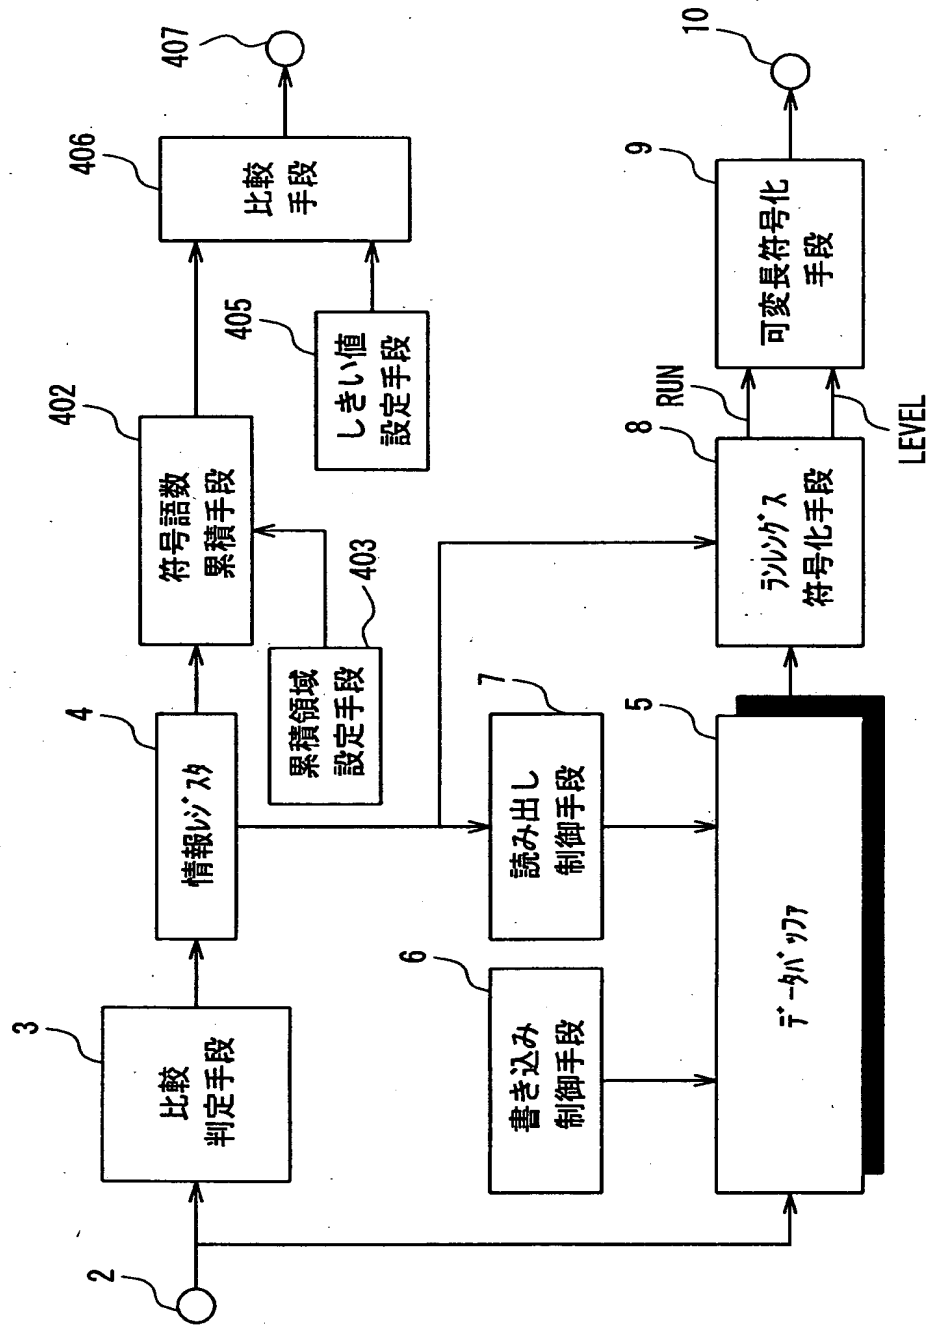 2
3
比較
判定手段
4
情報レジスタ
402
符号語数
累積手段
403
累積領域
設定手段
405
しきい値
設定手段
406
比較
手段
407
6
書き込み
制御手段
7
読み出し
制御手段
5
データバッファ
8
ランレングス
符号化手段
RUN
LEVEL
9
可変長符号化
手段
10